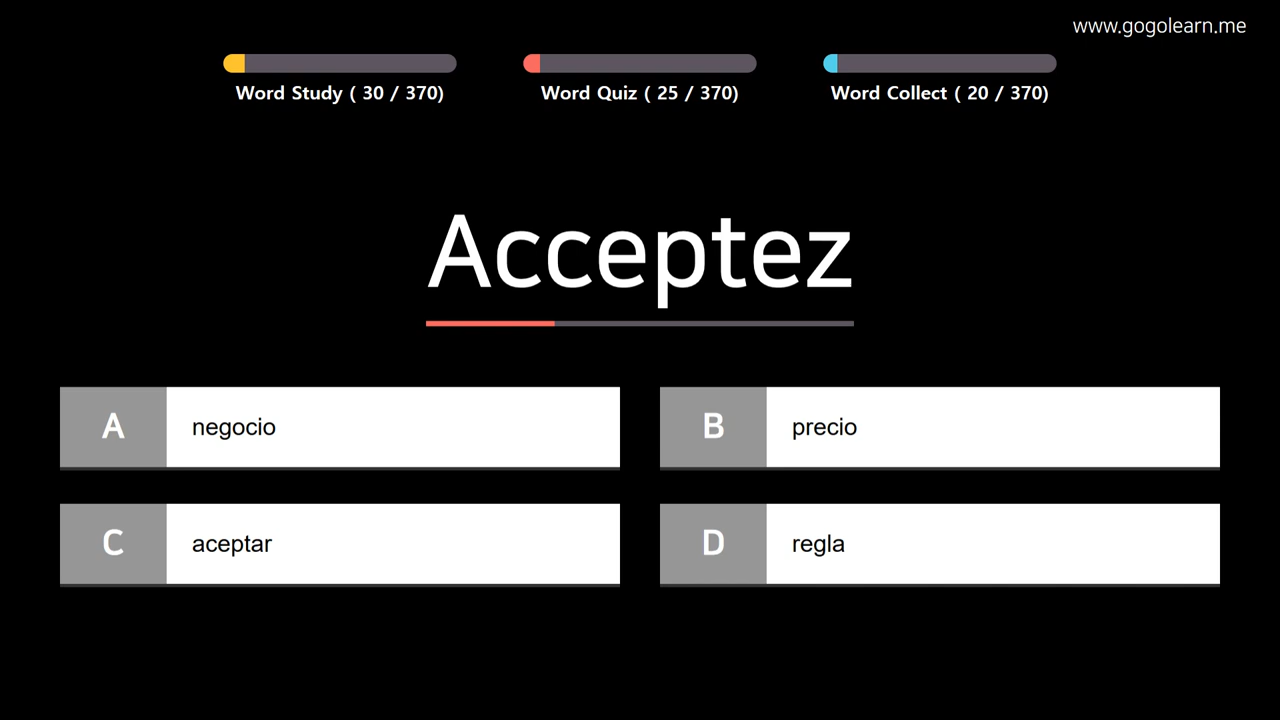 www.gogolearn.me
Word Study ( 30 / 370)
Word Quiz ( 25 / 370)
Word Collect ( 20 / 370)
Acceptez
A negocio
B precio
C aceptar
D regla